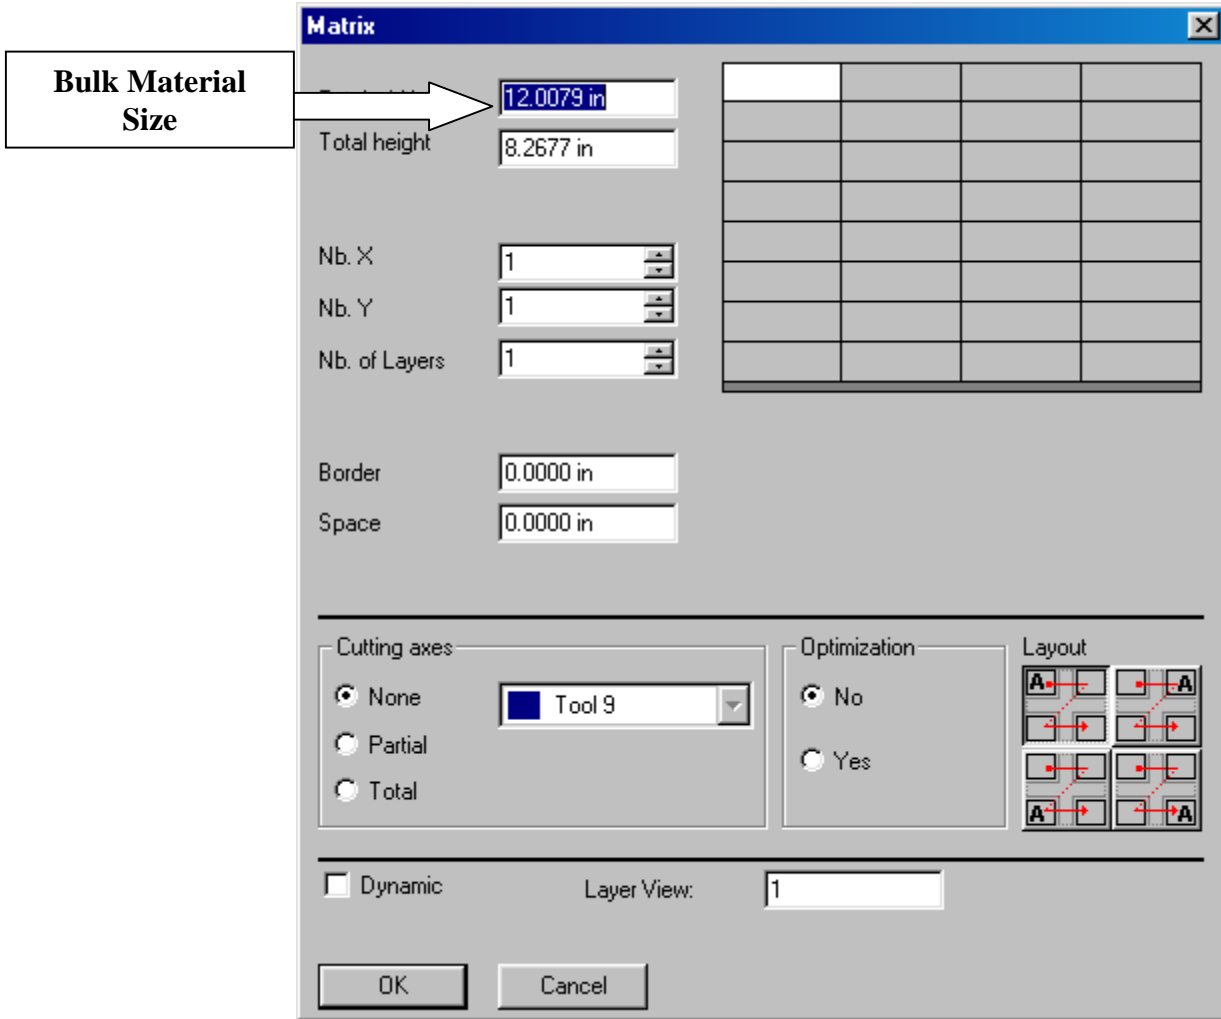 Matrix
Bulk Material
Size
12.0079 in
Total height
8.2677 in
Nb. X
1
Nb. Y
1
Nb. of Layers
1
Border
0.0000 in
Space
0.0000 in
Cutting axes
Optimization
Layout
None
Tool 9
No
Partial
Yes
Total
A
A
A
A
Dynamic
Layer View:
1
OK
Cancel